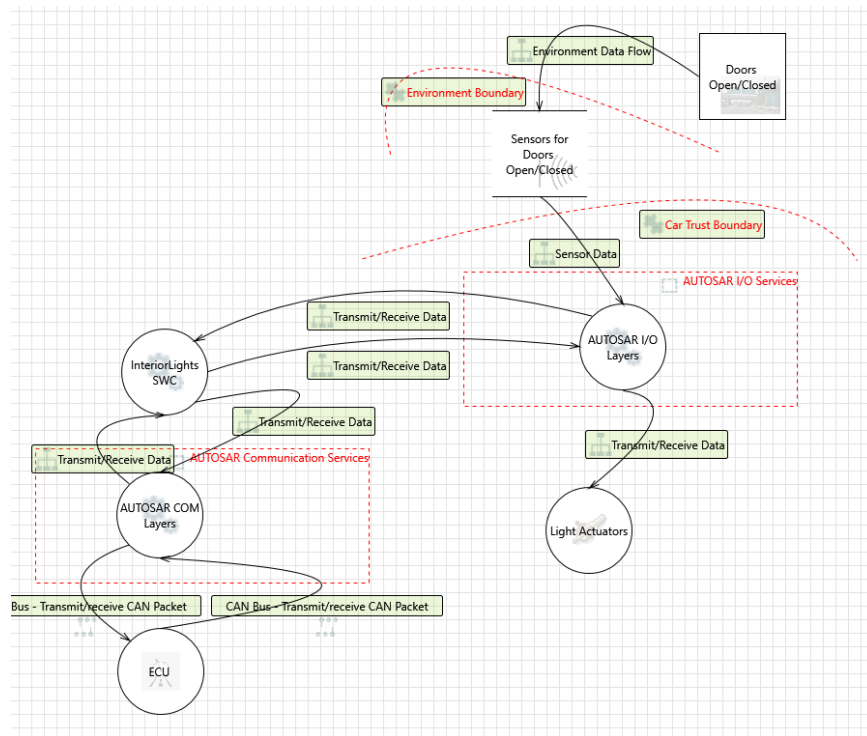 Environment Data Flow
Doors
Open/Closed
Environment Boundary
Sensors for
Doors
Open/Closed
Car Trust Boundary
Sensor Data
AUTOSAR I/O Services
Transmit/Receive Data
AUTOSAR I/O
Layers
InteriorLights
SWC
Transmit/Receive Data
Transmit/Receive Data
Transmit/Receive Data
Transmit/Receive Data
AUTOSAR Communication Services
AUTOSAR COM
Layers
Light Actuators
Bus - Transmit/receive CAN Packet
CAN Bus - Transmit/receive CAN Packet
ECU